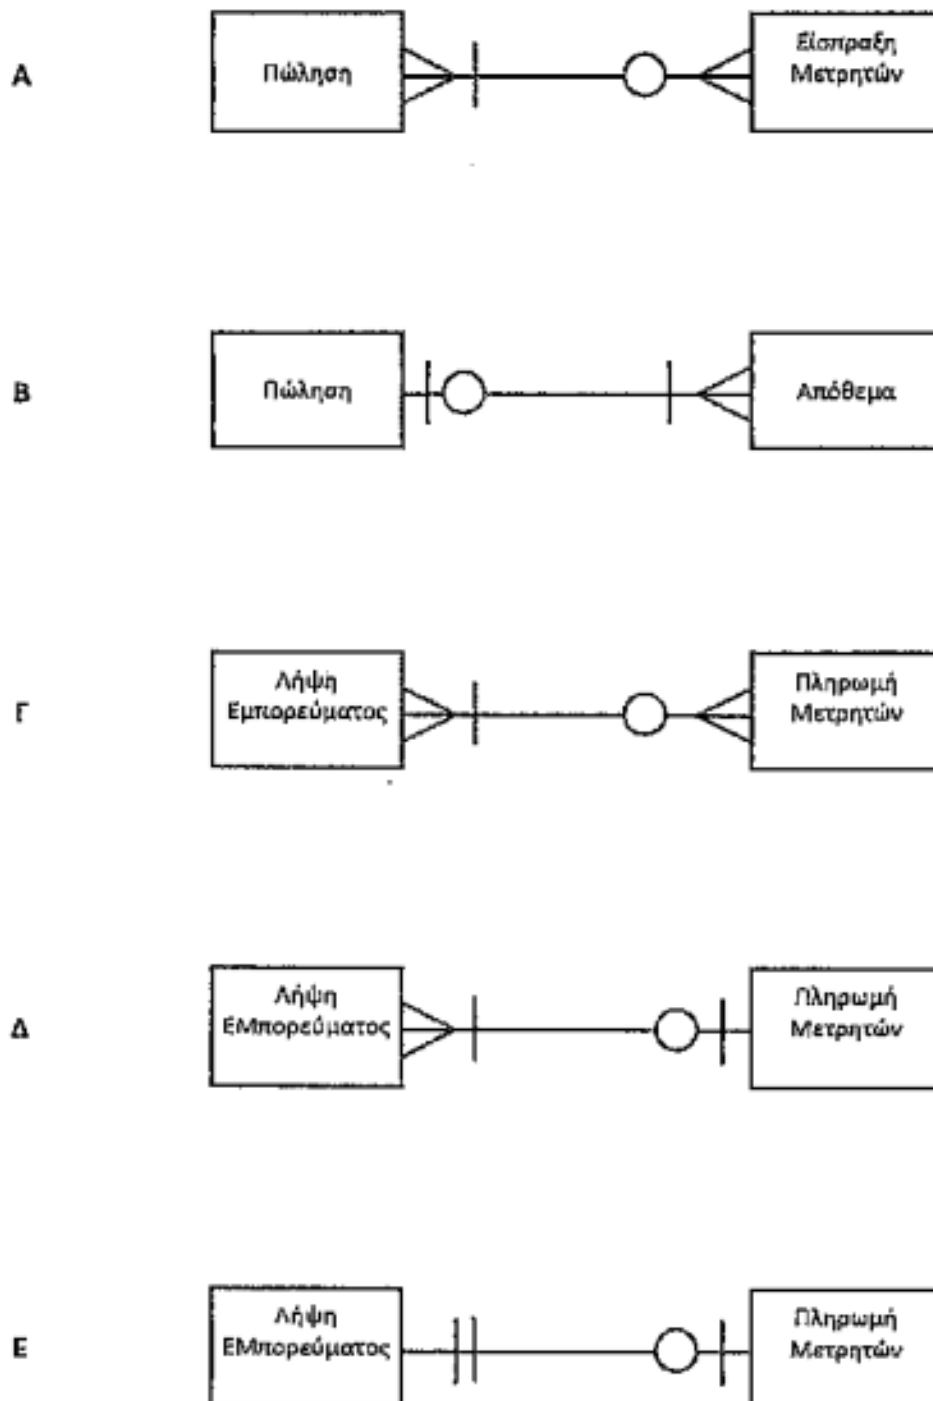 Α
Πώληση
Είσπραξη
Μετρητών
Β
Πώληση
Απόθεμα
Γ
Λήψη
Εμπορεύματος
Πληρωμή
Μετρητών
Δ
Λήψη
ΕΜπορεύματος
Πληρωμή
Μετρητών
Ε
Λήψη
ΕΜπορεύματος
Πληρωμή
Μετρητών